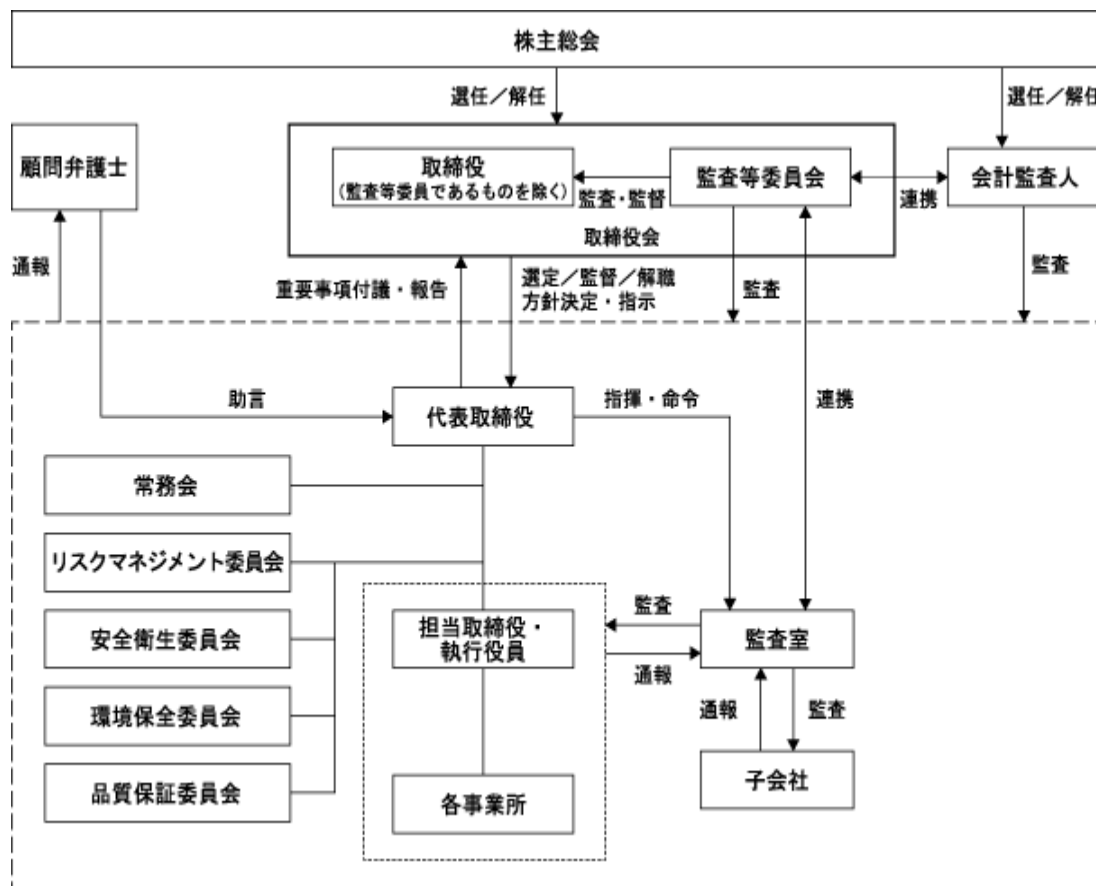 株主総会
選任／解任
選任／解任
顧問弁護士
取締役
(監査等委員であるものを除く)
監査・監督
監査等委員会
連携
会計監査人
取締役会
通報
重要事項付議・報告
選定／監督／解職
方針決定・指示
監査
監査
助言
代表取締役
指揮・命令
連携
常務会
リスクマネジメント委員会
安全衛生委員会
環境保全委員会
品質保証委員会
担当取締役・
執行役員
各事業所
監査
通報
監査室
通報
監査
子会社